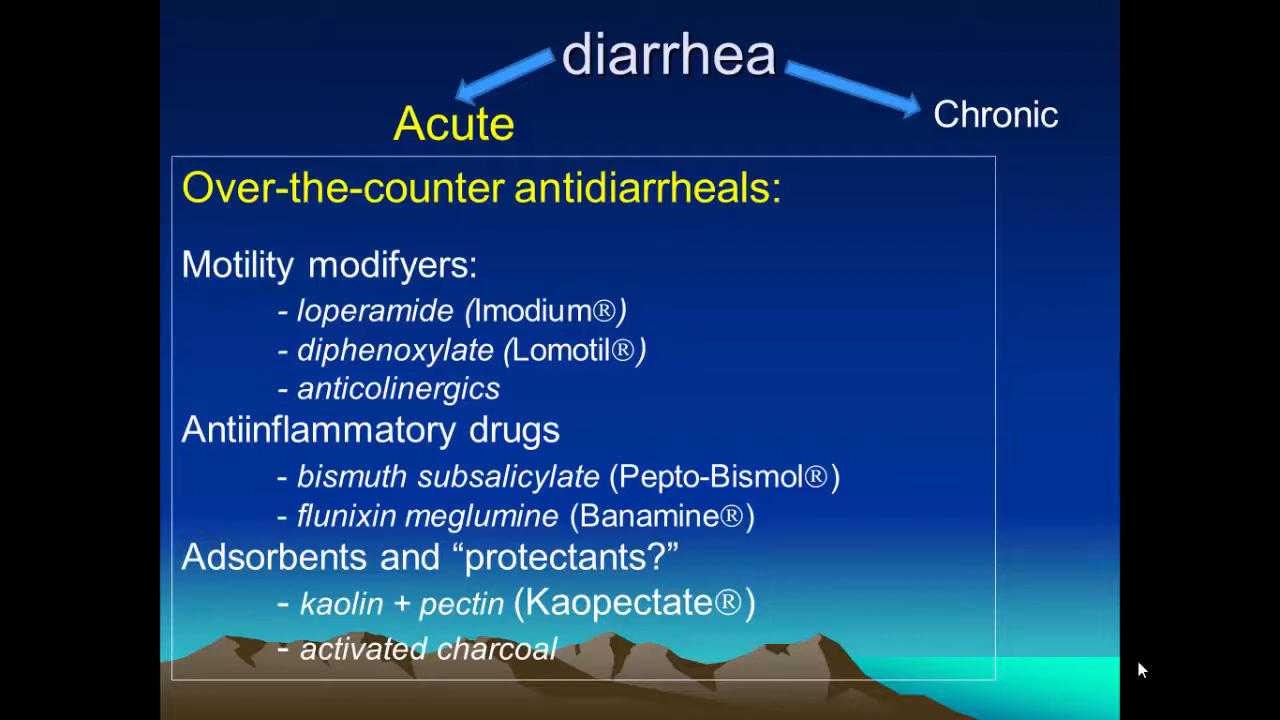 diarrhea
Acute
Chronic
Over-the-counter antidiarrheals:
Motility modifyers:
- loperamide (Imodium®)
- diphenoxylate (Lomotil®)
- anticolinergics
Antiinflammatory drugs
- bismuth subsalicylate (Pepto-Bismol®)
- flunixin meglumine (Banamine®)
Adsorbents and “protectants?”
- kaolin + pectin (Kaopectate®)
- activated charcoal